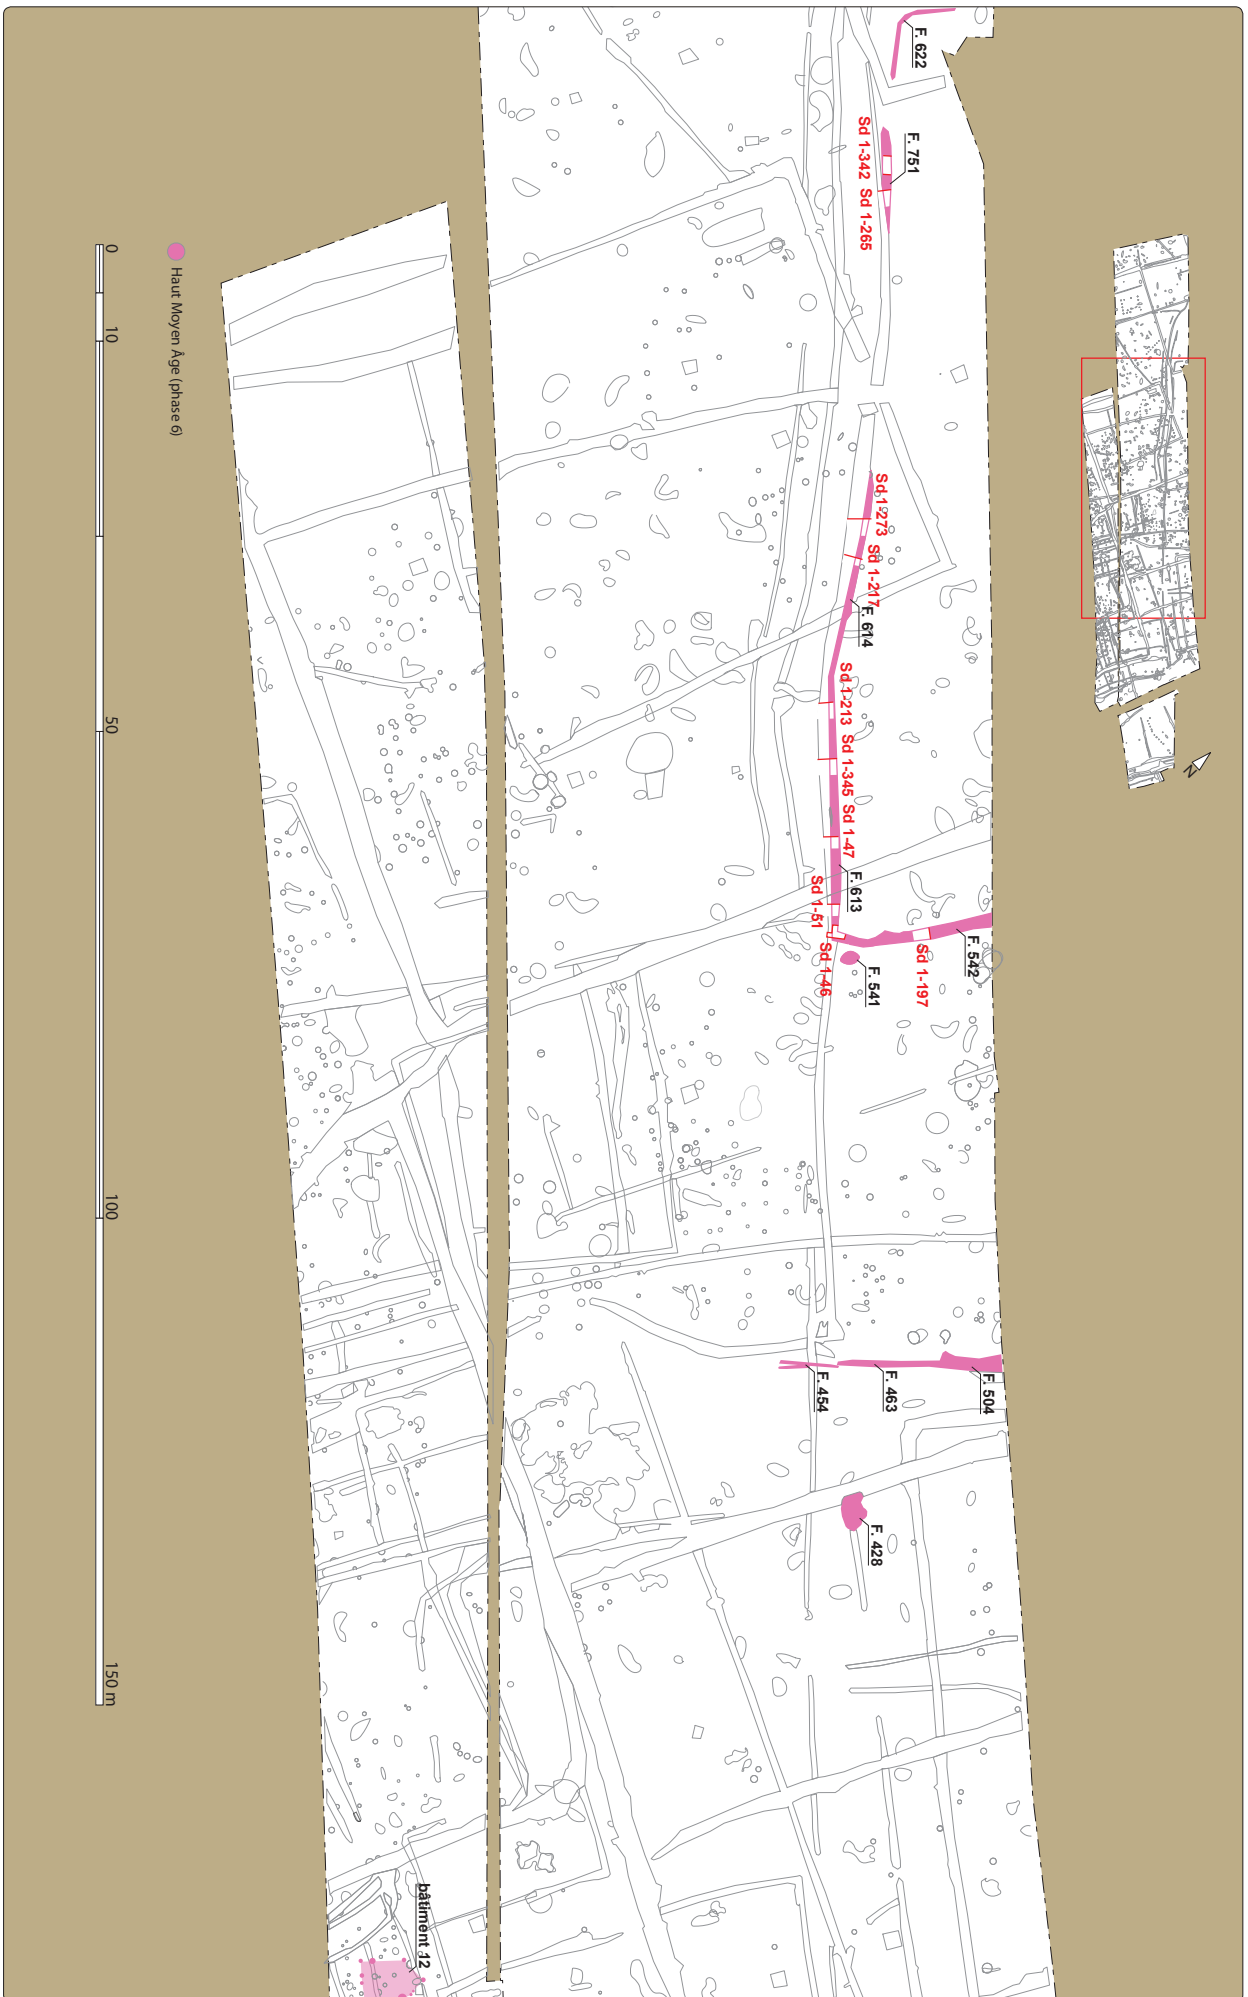 F. 622
F. 751
Sd 1-342
Sd 1-265
N
0
10
50
100
150 m
Haut Moyen Âge (phase 6)
Sd 1-273
Sd 1-217
F. 614
Sd 1-213
Sd 1-345
Sd 1-47
F. 613
Sd 1-51
Sd 1-46
F. 541
Sd 1-197
F. 542
F. 454
F. 463
F. 504
F. 428
bâtiment 12